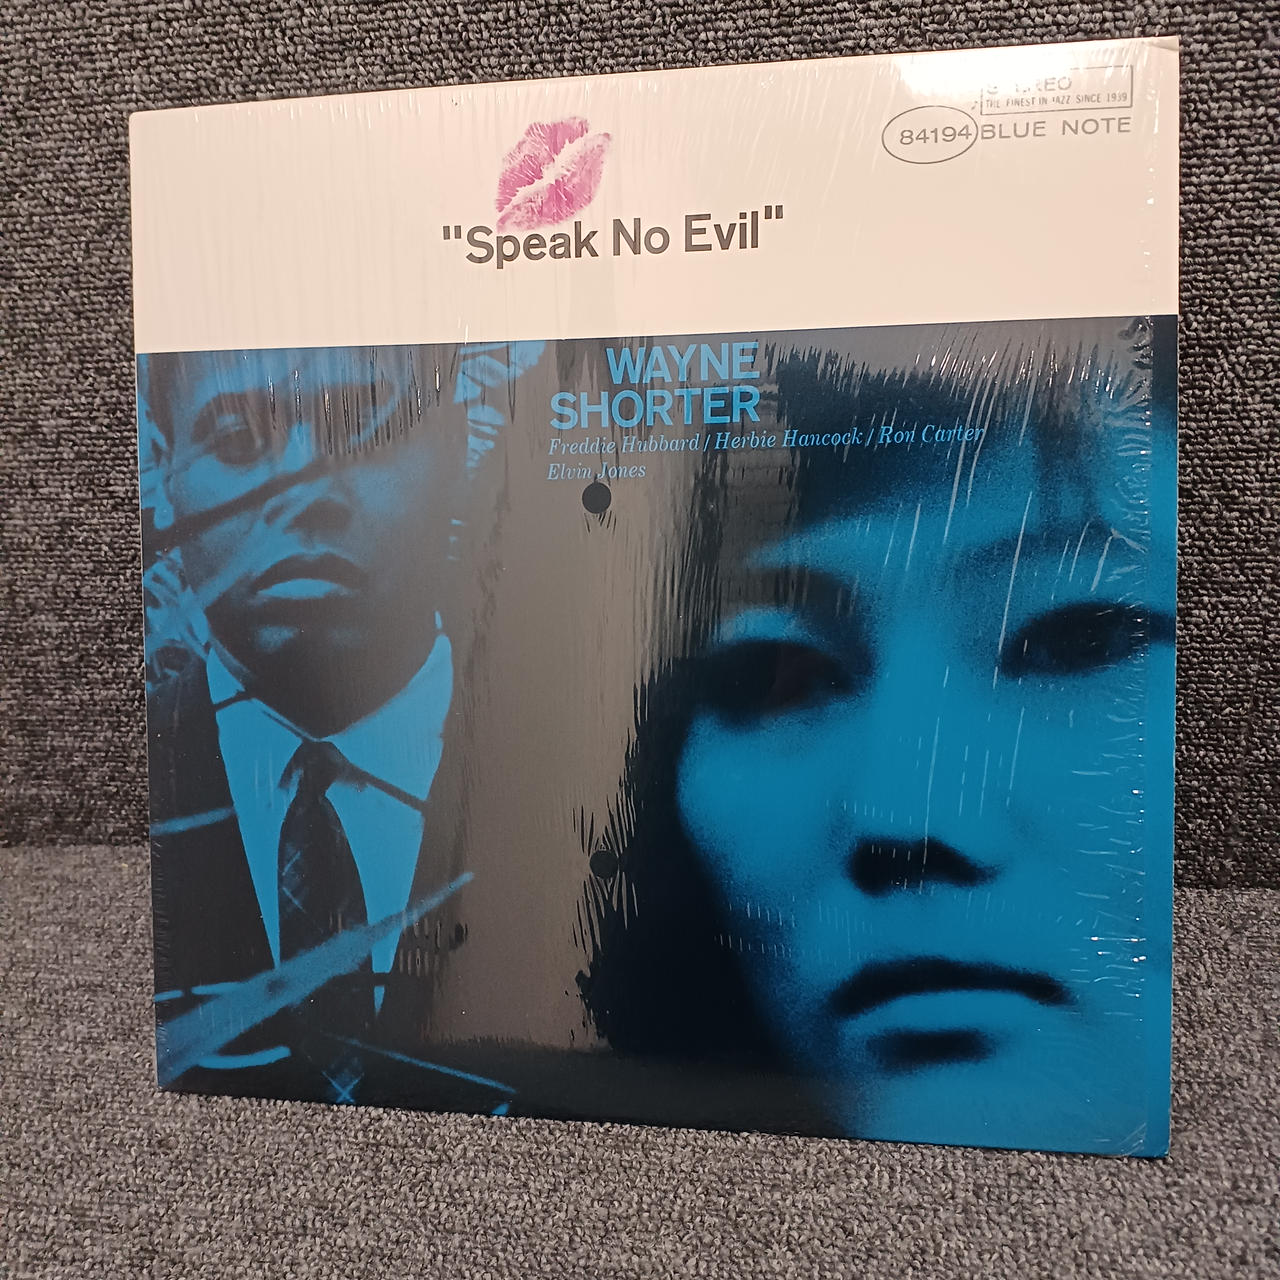 THE FINEST IN JAZZ SINCE 1939
84194 BLUE NOTE
"Speak No Evil"
WAYNE
SHORTER
Freddie Hubbard / Herbie Hancock / Ron Carter
Elvin Jones